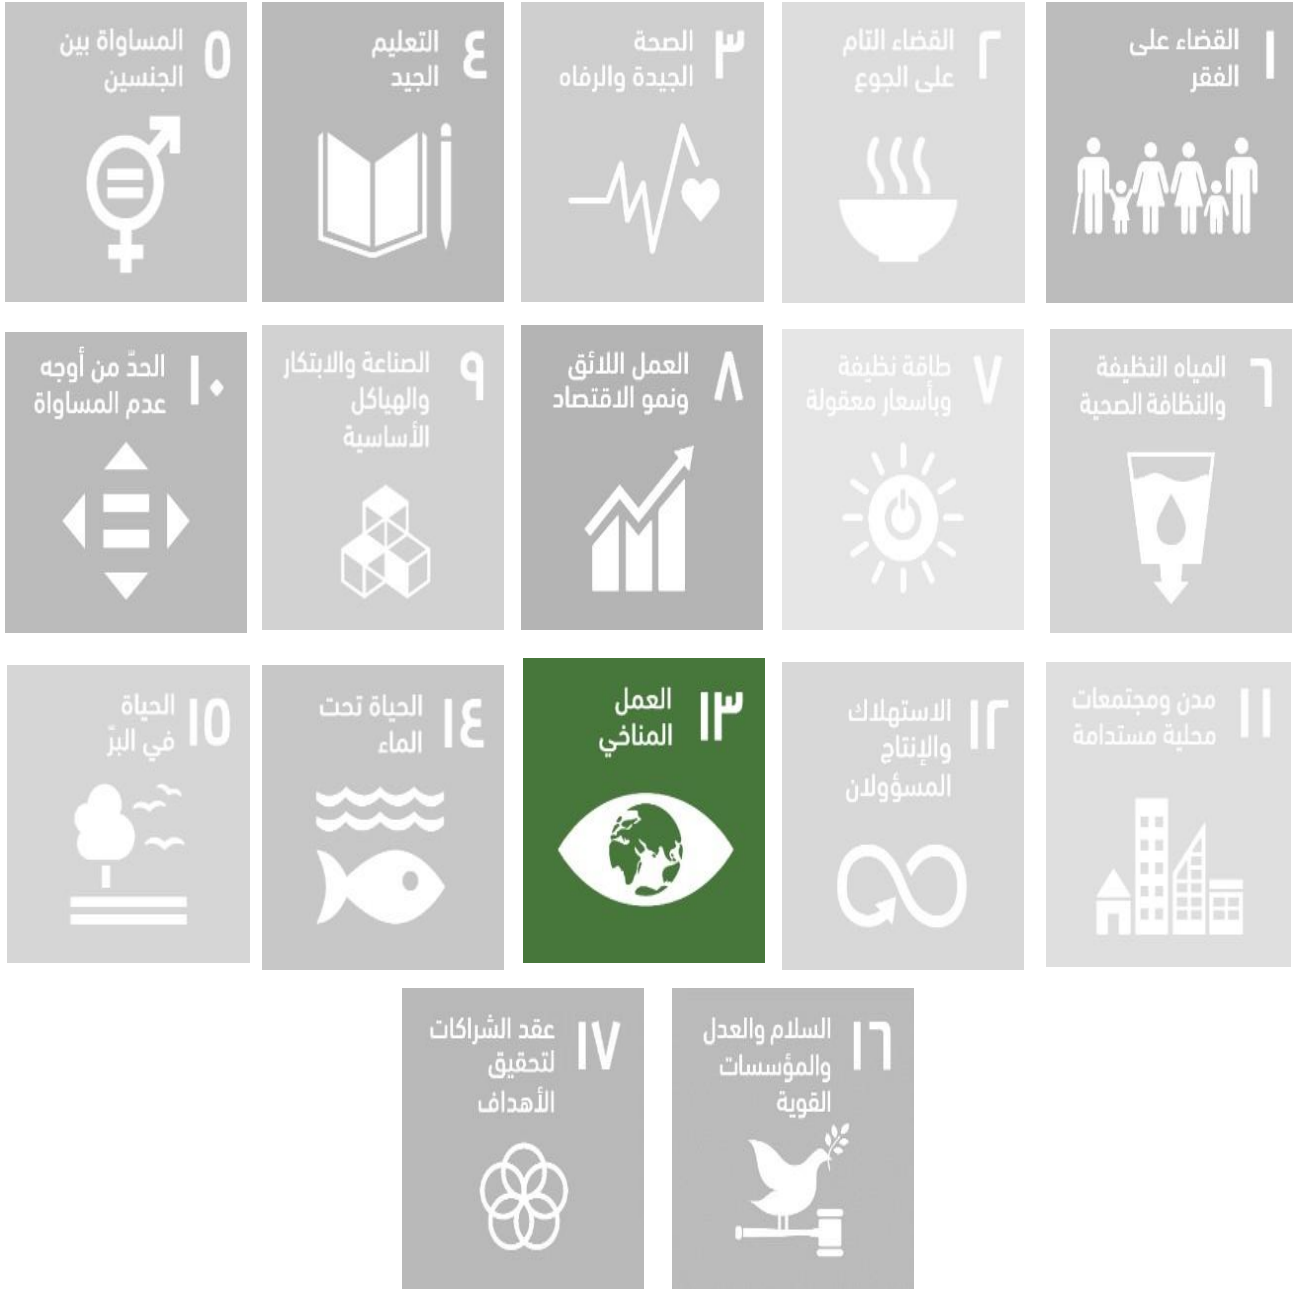 ١
القضاء على
الفقر
٢
القضاء التام
على الجوع
٣
الصحة
الجيدة والرفاه
٤
التعليم
الجيد
٥
المساواة بين
الجنسين
٦
المياه النظيفة
والنظافة الصحية
٧
طاقة نظيفة
وبأسعار معقولة
٨
العمل اللائق
ونمو الاقتصاد
٩
الصناعة والابتكار
والهياكل
الأساسية
١٠
الحدّ من أوجه
عدم المساواة
١١
مدن ومجتمعات
محلية مستدامة
١٢
الاستهلاك
والإنتاج
المسؤولان
١٣
العمل
المناخي
١٤
الحياة تحت
الماء
١٥
الحياة
في البرّ
١٦
السلام والعدل
والمؤسسات
القوية
١٧
عقد الشراكات
لتحقيق
الأهداف